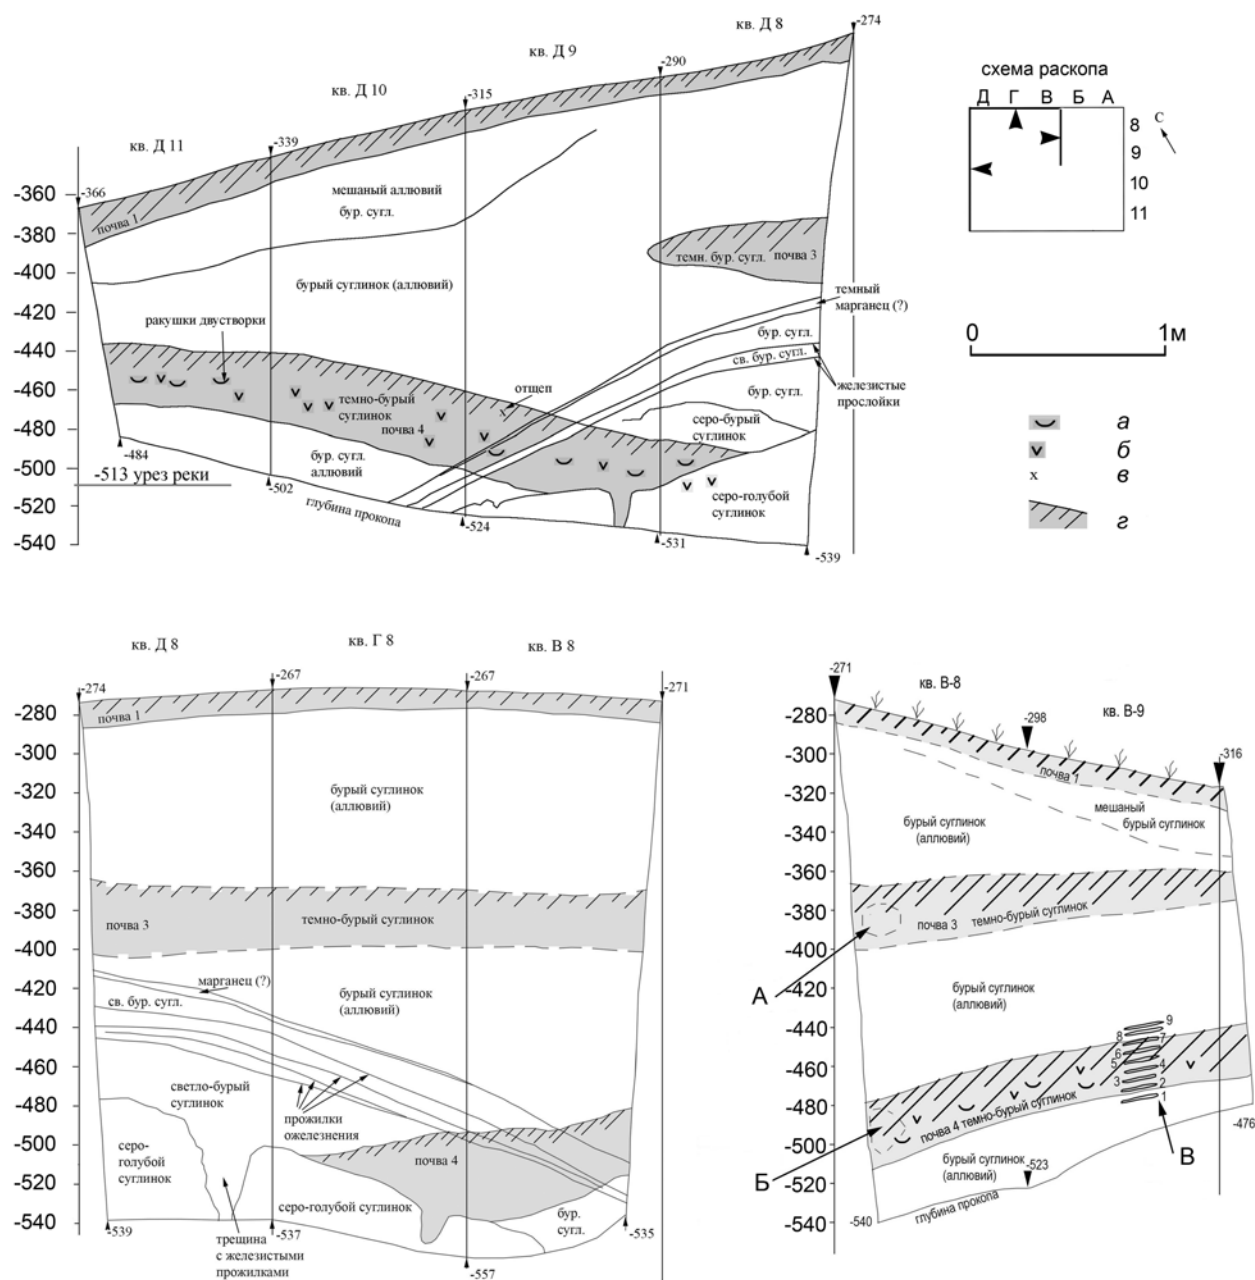 кв. Д 11
кв. Д 10
кв. Д 9
кв. Д 8
-366
-339
-315
-290
-274
-360
-380
-400
-420
-440
-460
-480
-500
-520
-540
почва 1
мешаный аллювий
бур. сугл.
бурый суглинок (аллювий)
темн. бур. сугл.
почва 3
темный
марганец (?)
бур. сугл.
св. бур. сугл.
железистые
прослойки
бур. сугл.
ракушки двустворки
отщеп
х
темно-бурый
суглинок
почва 4
серо-бурый
суглинок
бур. сугл.
аллювий
серо-голубой
суглинок
-513 урез реки
глубина прокопа
-484
-502
-524
-531
-539
схема раскопа
Д Г В Б А
8
9
10
11
С
0 1м
а
б
х в
г
кв. Д 8
кв. Г 8
кв. В 8
-274
-267
-267
-271
-280
-300
-320
-340
-360
-380
-400
-420
-440
-460
-480
-500
-520
-540
почва 1
бурый суглинок
(аллювий)
почва 3
темно-бурый суглинок
марганец (?)
св. бур. сугл.
бурый суглинок
(аллювий)
светло-бурый
суглинок
прожилки
ожелезнения
серо-
голубой
суглинок
почва 4
серо-голубой суглинок
бур.
сугл.
трещина
с железистыми
прожилками
-539
-537
-557
-535
кв. В-8
кв. В-9
-271
-298
-316
-280
-300
-320
-340
-360
-380
-400
-420
-440
-460
-480
-500
-520
-540
почва 1
мешаный
бурый суглинок
бурый суглинок
(аллювий)
почва 3
темно-бурый суглинок
А
бурый суглинок
(аллювий)
9
8
7
6
5
4
3
2
1
почва 4 темно-бурый суглинок
Б
В
бурый суглинок
(аллювий)
глубина прокопа
-540
-523
-476